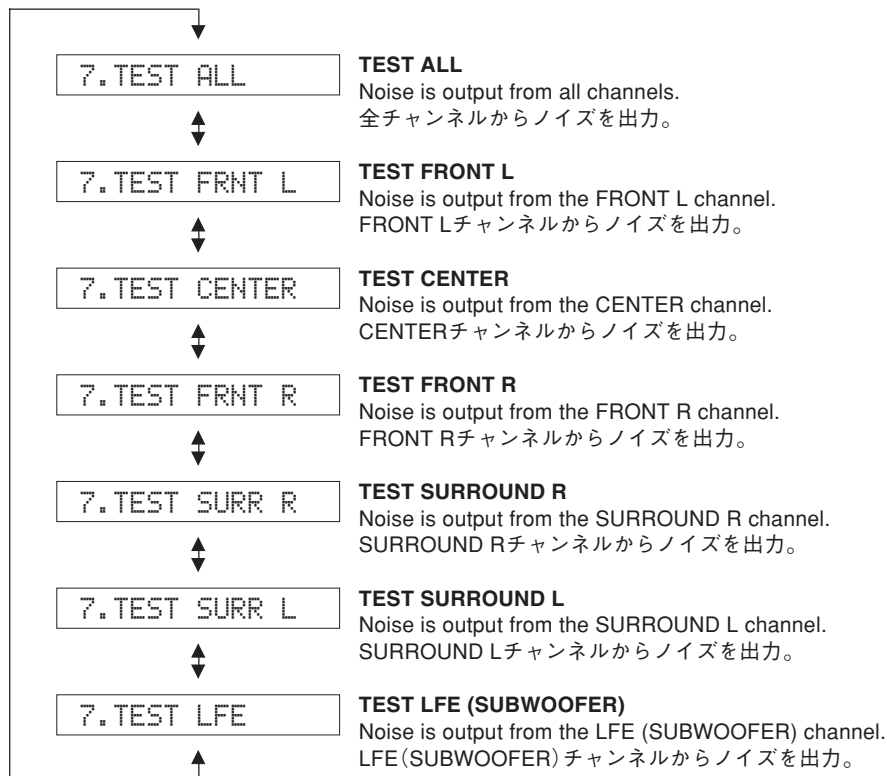 7.TEST ALL
TEST ALL
Noise is output from all channels.
全チャンネルからノイズを出力。
7.TEST FRNT L
TEST FRONT L
Noise is output from the FRONT L channel.
FRONT Lチャンネルからノイズを出力。
7.TEST CENTER
TEST CENTER
Noise is output from the CENTER channel.
CENTERチャンネルからノイズを出力。
7.TEST FRNT R
TEST FRONT R
Noise is output from the FRONT R channel.
FRONT Rチャンネルからノイズを出力。
7.TEST SURR R
TEST SURROUND R
Noise is output from the SURROUND R channel.
SURROUND Rチャンネルからノイズを出力。
7.TEST SURR L
TEST SURROUND L
Noise is output from the SURROUND L channel.
SURROUND Lチャンネルからノイズを出力。
7.TEST LFE
TEST LFE (SUBWOOFER)
Noise is output from the LFE (SUBWOOFER) channel.
LFE（SUBWOOFER）チャンネルからノイズを出力。